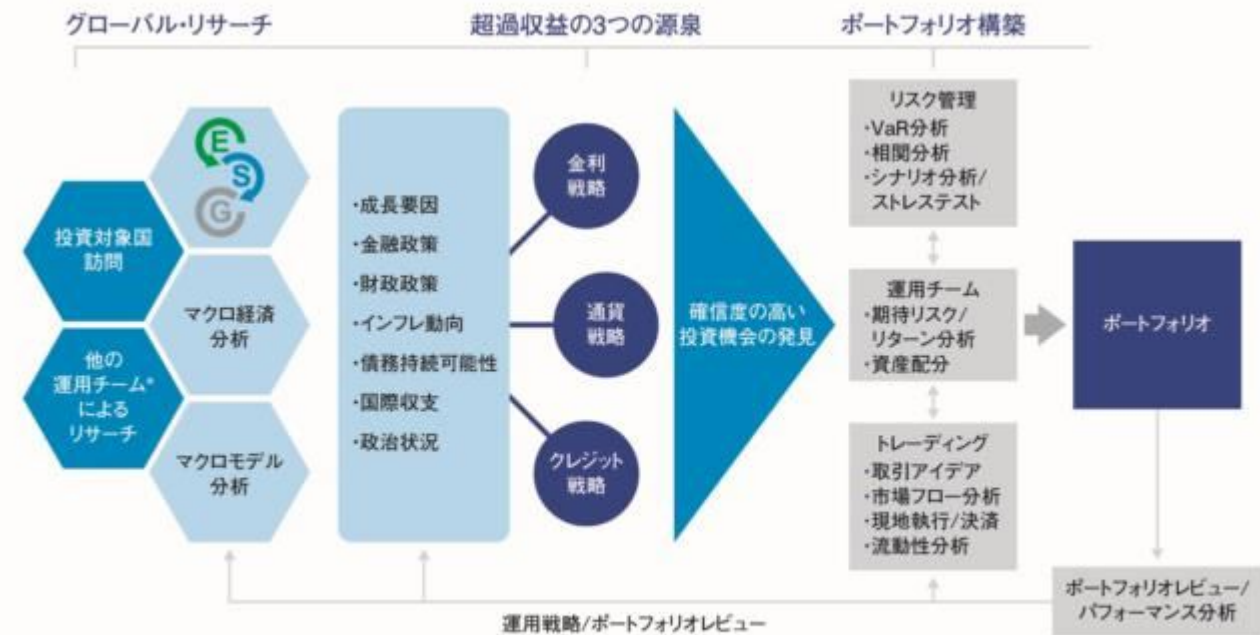 グローバル・リサーチ
超過収益の3つの源泉
ポートフォリオ構築
E
S
G
投資対象国
訪問
マクロ経済
分析
他の
運用チーム*
による
リサーチ
マクロモデル
分析
・成長要因
・金融政策
・財政政策
・インフレ動向
・債務持続可能性
・国際収支
・政治状況
金利
戦略
通貨
戦略
クレジット
戦略
確信度の高い
投資機会の発見
リスク管理
・VaR分析
・相関分析
・シナリオ分析/
ストレステスト
運用チーム
・期待リスク/
リターン分析
・資産配分
トレーディング
・取引アイデア
・市場フロー分析
・現地執行/決済
・流動性分析
ポートフォリオ
ポートフォリオレビュー/
パフォーマンス分析
運用戦略/ポートフォリオレビュー